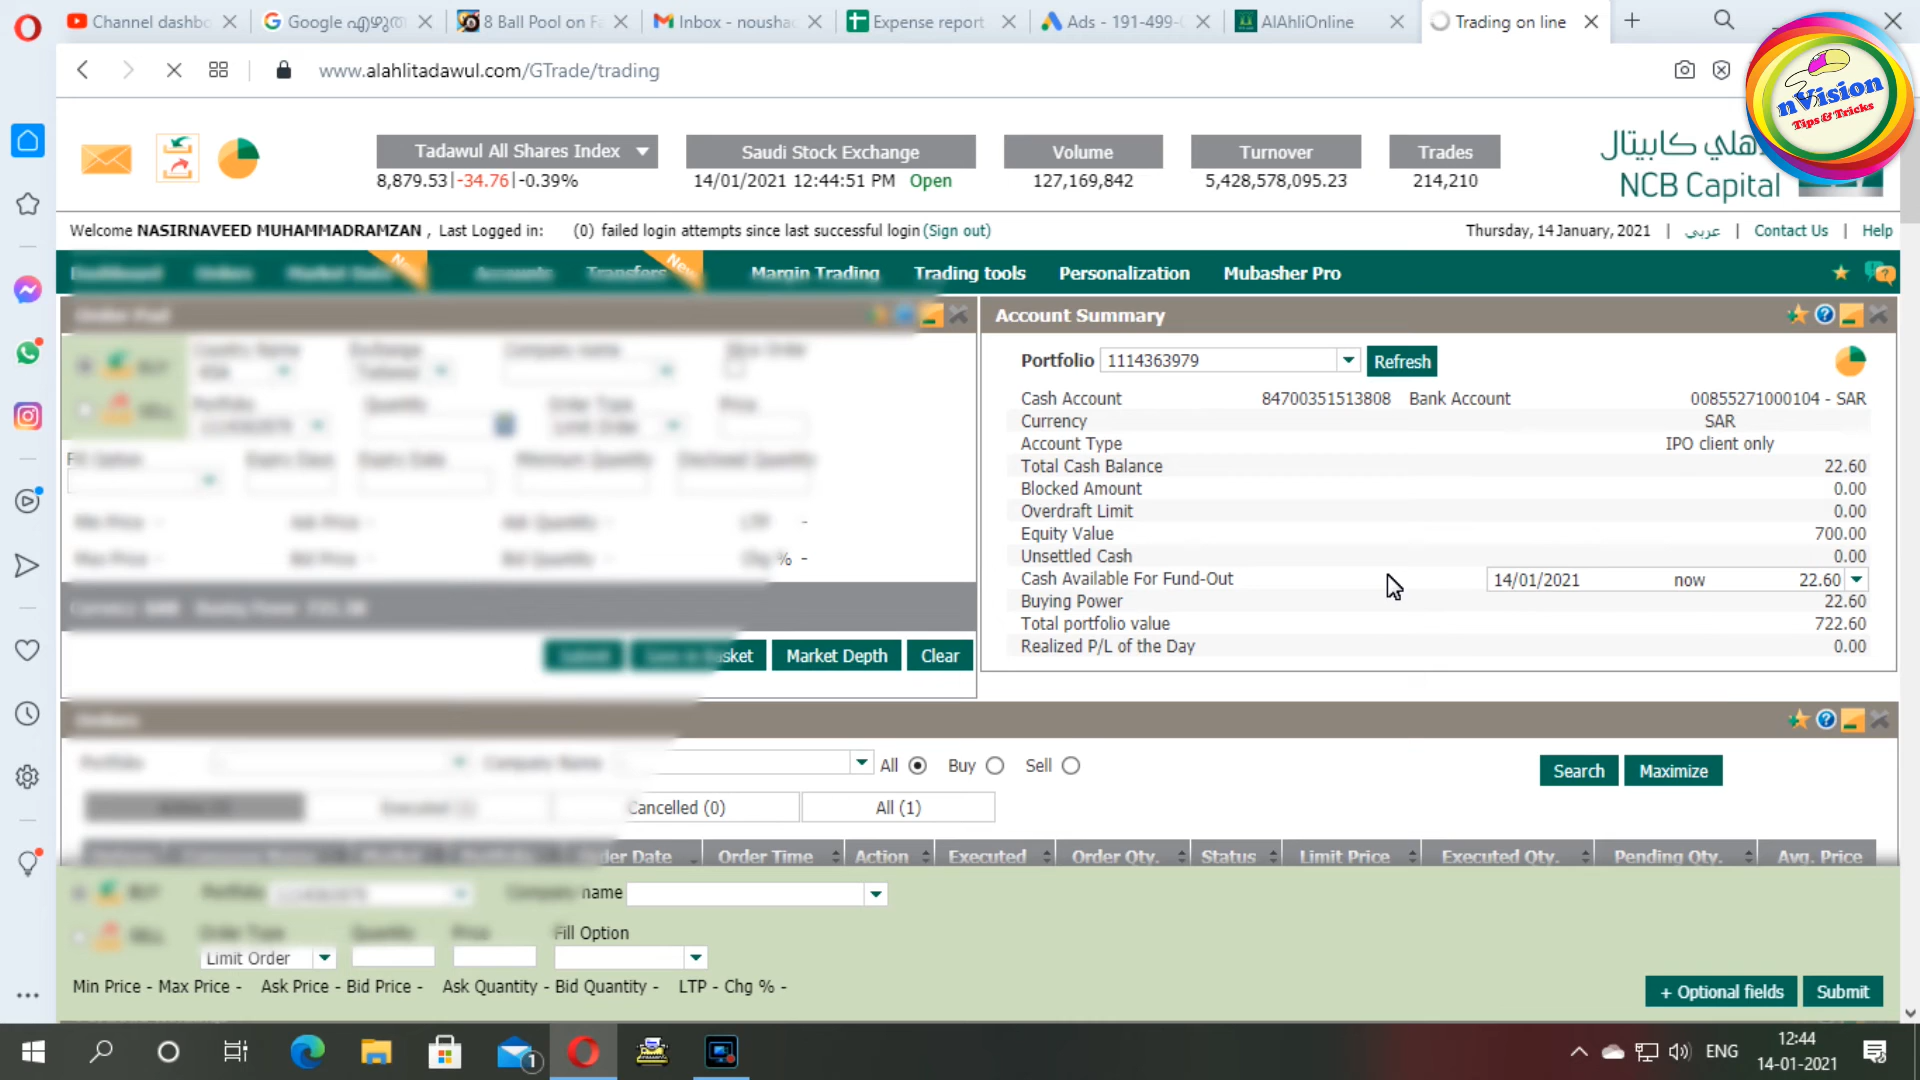 Channel dashbo
Google എഴുത
8 Ball Pool on Fa
Inbox - noushad
Expense report
Ads - 191-499-
AlAhliOnline
Trading on line
www.alahlitadawul.com/GTrade/trading
nVision
Tips & Tricks
Tadawul All Shares Index
Saudi Stock Exchange
Volume
Turnover
Trades
8,879.53|-34.76|-0.39%
14/01/2021 12:44:51 PM Open
127,169,842
5,428,578,095.23
214,210
NCB Capital
Welcome NASIRNAVEED MUHAMMADRAMZAN , Last Logged in: (0) failed login attempts since last successful login (Sign out)
Thursday, 14 January, 2021 | عربي | Contact Us | Help
Dashboard Orders Accounts Transfers New Margin Trading Trading tools Personalization Mubasher Pro
Account Summary
Portfolio 1114363979 Refresh
Cash Account 84700351513808 Bank Account 00855271000104 - SAR
Currency SAR
Account Type IPO client only
Total Cash Balance 22.60
Blocked Amount 0.00
Overdraft Limit 0.00
Equity Value 700.00
Unsettled Cash 0.00
Cash Available For Fund-Out 14/01/2021 now 22.60
Buying Power 22.60
Total portfolio value 722.60
Realized P/L of the Day 0.00
Market Depth Clear
All Buy Sell
Search Maximize
Cancelled (0) All (1)
Order Date Order Time Action Executed Order Qty. Status Limit Price Executed Qty. Pending Qty. Avg. Price
name
Fill Option
Limit Order
Min Price - Max Price - Ask Price - Bid Price - Ask Quantity - Bid Quantity - LTP - Chg % -
+ Optional fields Submit
1
ENG
12:44
14-01-2021